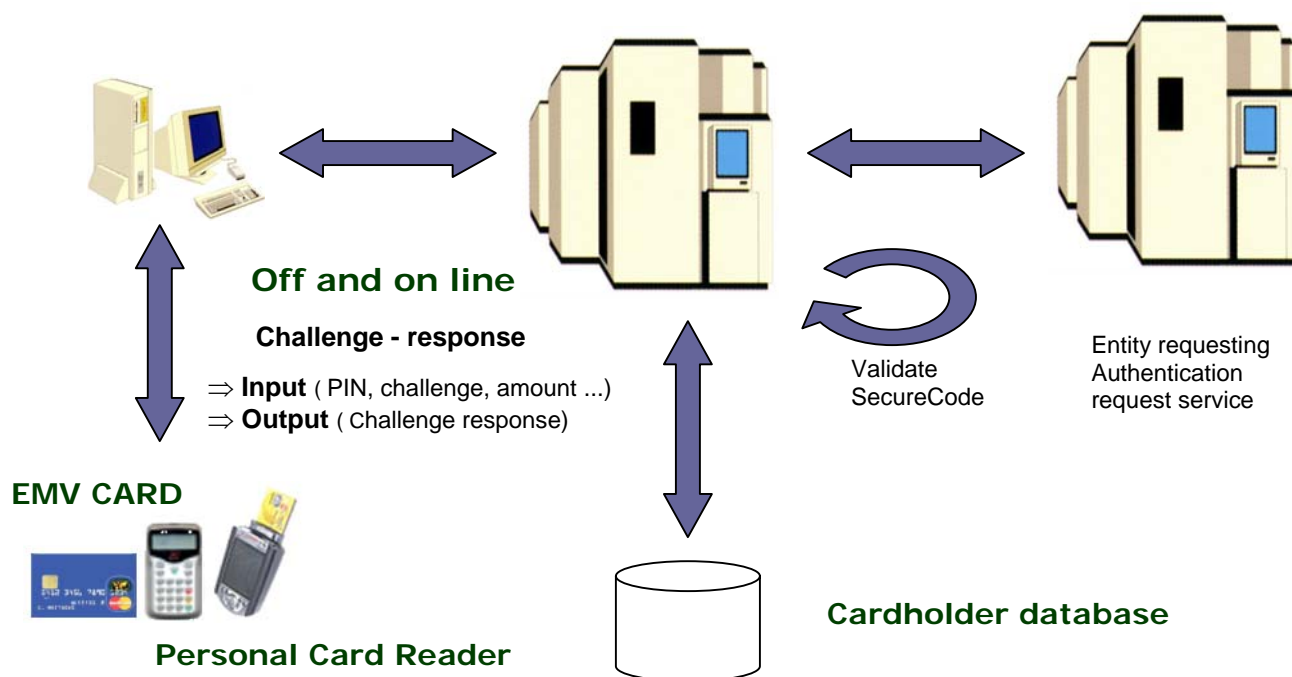 Off and on line
Challenge - response
⇒ Input ( PIN, challenge, amount ...)
⇒ Output ( Challenge response)
Validate
SecureCode
Entity requesting
Authentication
request service
EMV CARD
Personal Card Reader
Cardholder database